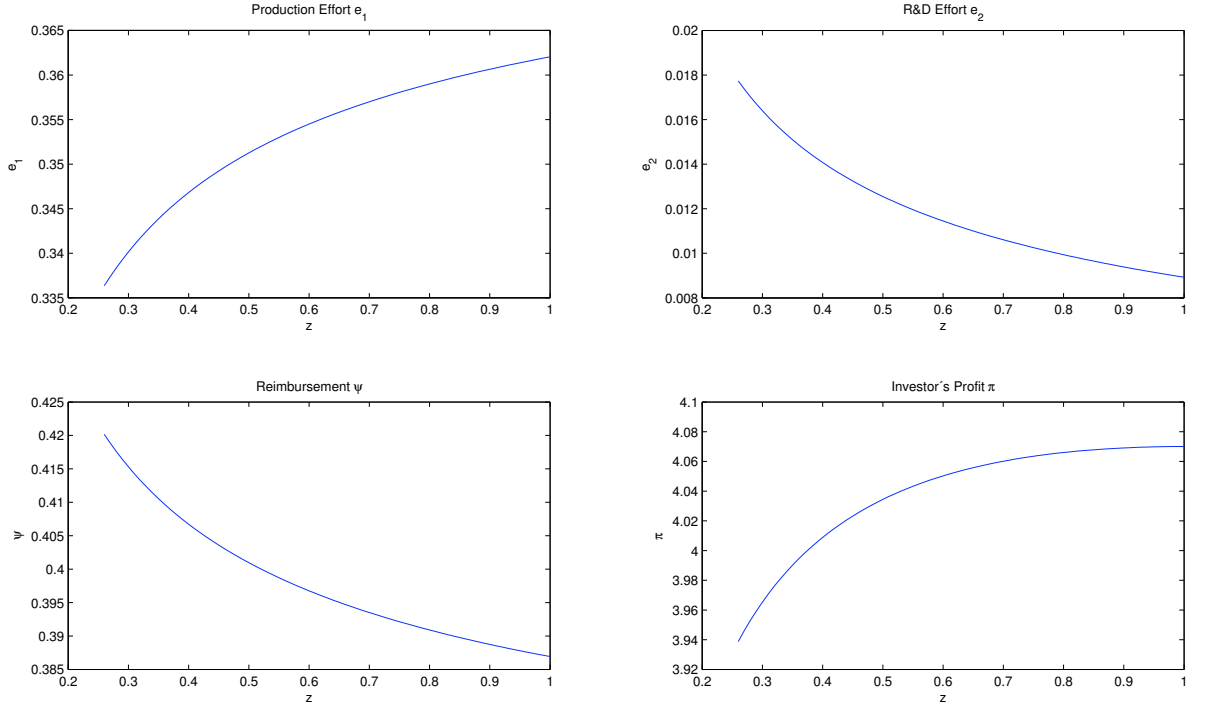 Production Effort e1
0.365
0.36
0.355
0.35
0.345
0.34
0.335
e1
0.2 0.3 0.4 0.5 0.6 0.7 0.8 0.9 1
z
R&D Effort e2
0.02
0.018
0.016
0.014
0.012
0.01
0.008
e2
0.2 0.3 0.4 0.5 0.6 0.7 0.8 0.9 1
z
Reimbursement ψ
0.425
0.42
0.415
0.41
0.405
0.4
0.395
0.39
0.385
ψ
0.2 0.3 0.4 0.5 0.6 0.7 0.8 0.9 1
z
Investor´s Profit π
4.1
4.08
4.06
4.04
4.02
4
3.98
3.96
3.94
3.92
π
0.2 0.3 0.4 0.5 0.6 0.7 0.8 0.9 1
z